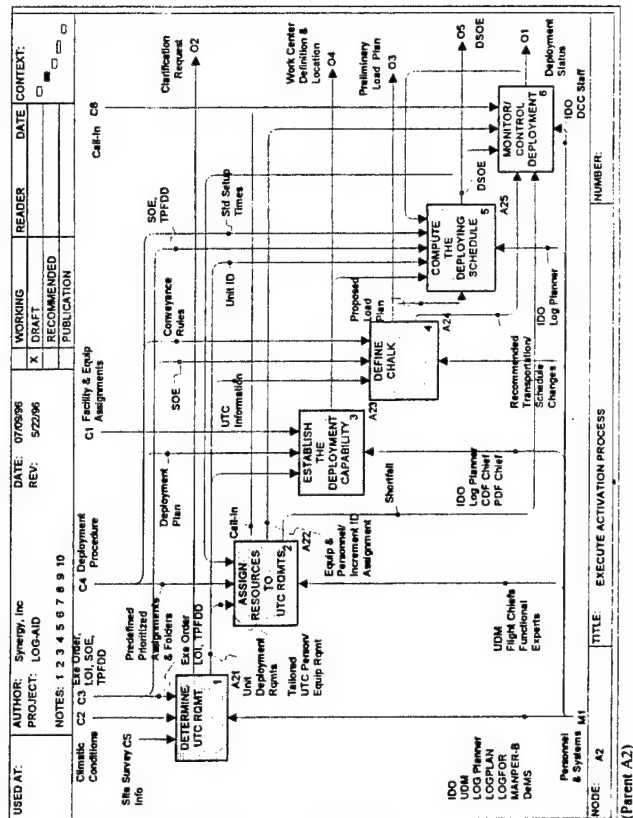 USED AT:
AUTHOR: Synergy, Inc
PROJECT: LOG-AID
NOTES: 1 2 3 4 5 6 7 8 9 10
DATE: 07/09/96
REV: 5/22/96
WORKING
X DRAFT
RECOMMENDED
PUBLICATION
READER
DATE
CONTEXT:
Climatic
Conditions
C2
C3
Exe Order,
LOI, SOE,
TPFDD
C4 Deployment
Procedure
C1 Facility & Equip
Assignments
Call-In C6
Site Survey C5
Info
Predefined
Prioritized
Assignments
& Folders
Exe Order
LOI, TPFDD
Deployment
Plan
UTC
Information
SOE
Conveyance
Rules
Unit ID
SOE,
TPFDD
Std Setup
Times
Clarification
Request
O2
Work Center
Definition &
Location
O4
Preliminary
Load Plan
O3
O5
DSOE
O1
Deployment
Status
DETERMINE
UTC RQMT
1
A21
Unit
Deployment
Rqmts
Tailored
UTC Person/
Equip Rqmt
Call-In
ASSIGN
RESOURCES
TO
UTC RQMTS
2
A22
Equip &
Personnel/
Increment ID
Assignment
ESTABLISH
THE
DEPLOYMENT
CAPABILITY
3
A23
Shortfall
DEFINE
CHALK
4
A24
Proposed
Load
Plan
COMPUTE
THE
DEPLOYING
SCHEDULE
5
A25
DSOE
MONITOR/
CONTROL
DEPLOYMENT
6
Recommended
Transportation/
Schedule
Changes
IDO
UDM
LOG Planner
LOGPLAN
LOGFOR
MANPER-B
DeMS
UDM
Flight Chiefs
Functional
Experts
IDO
Log Planner
CDF Chief
PDF Chief
IDO
Log Planner
IDO
DCC Staff
Personnel
& Systems M1
NODE: A2
TITLE: EXECUTE ACTIVATION PROCESS
NUMBER:
(Parent A2)